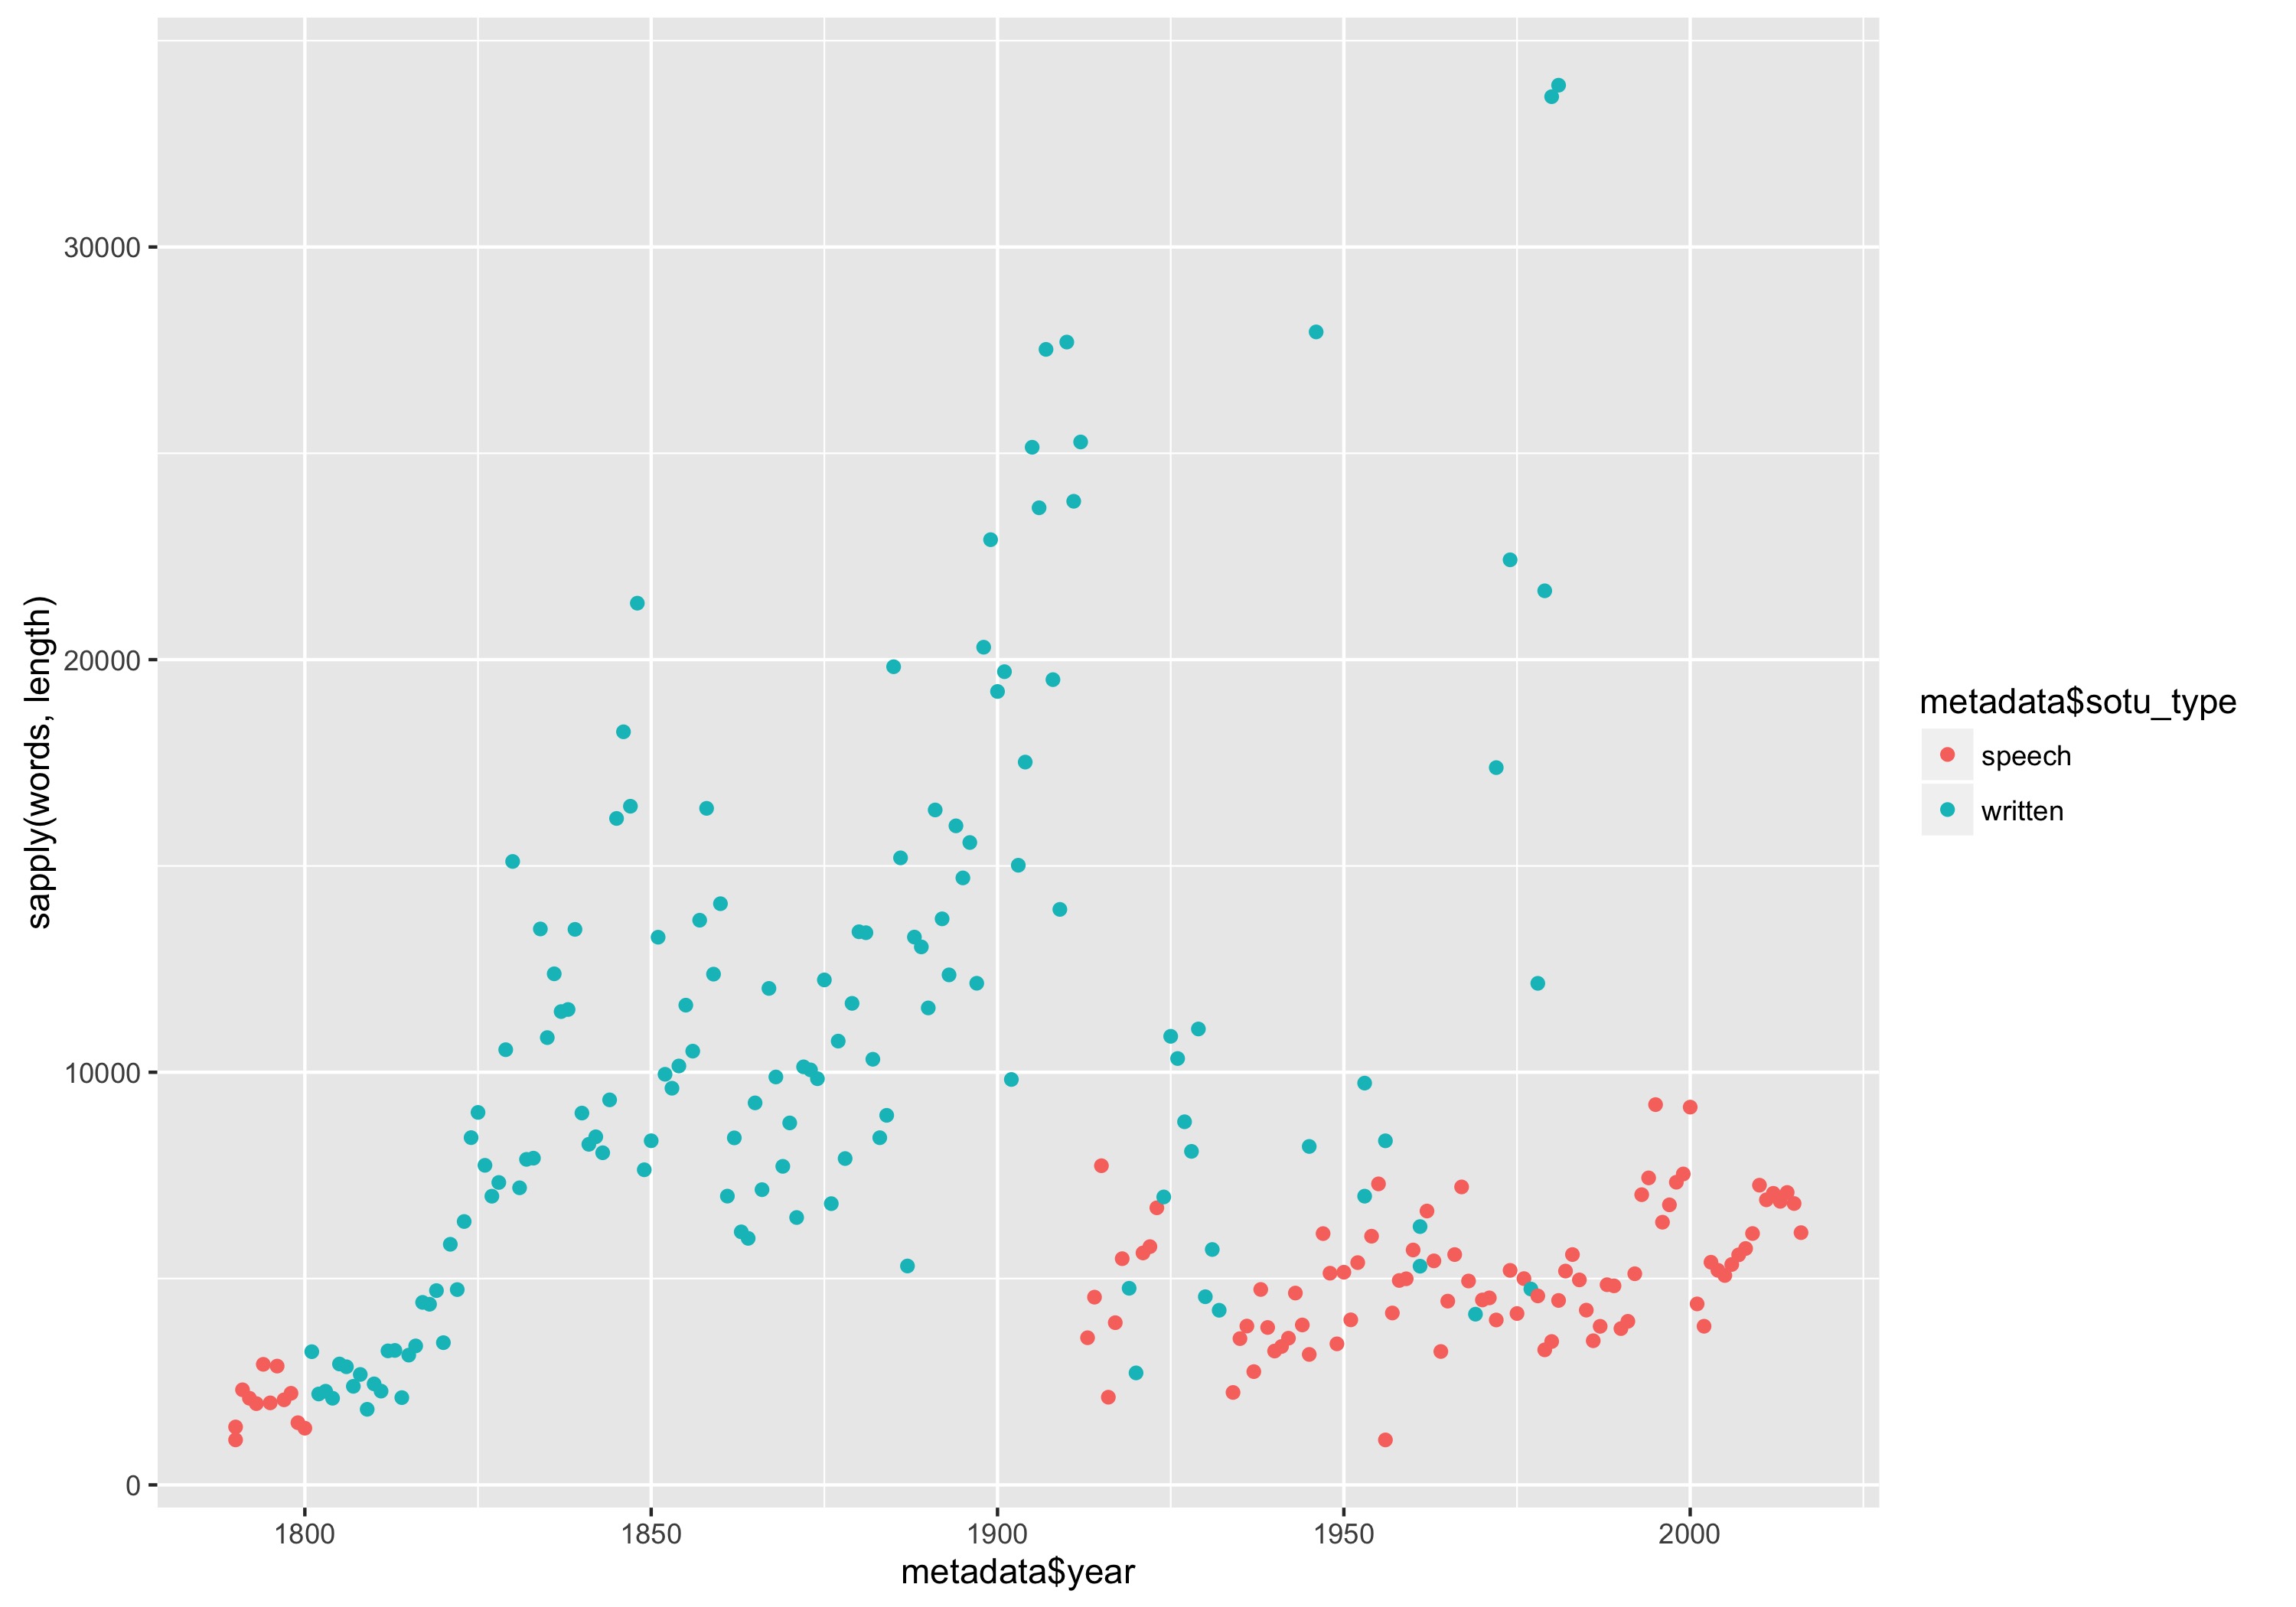 30000
20000
10000
0
sapply(words, length)
1800
1850
1900
1950
2000
metadata$year
metadata$sotu_type
speech
written